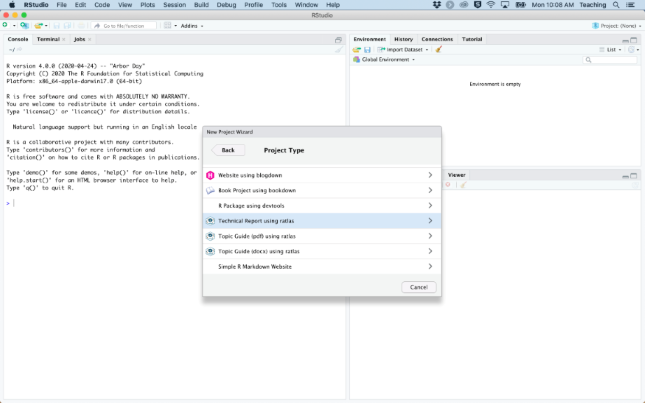 RStudio File Edit Code View Plots Session Build Debug Profile Tools Window Help Mon 10:08 AM Teaching
RStudio
Go to file/function Addins Project: (None)
Console Terminal Jobs
~/
R version 4.0.0 (2020-04-24) -- "Arbor Day"
Copyright (C) 2020 The R Foundation for Statistical Computing
Platform: x86_64-apple-darwin17.0 (64-bit)
R is free software and comes with ABSOLUTELY NO WARRANTY.
You are welcome to redistribute it under certain conditions.
Type 'license()' or 'licence()' for distribution details.
Natural language support but running in an English locale
R is a collaborative project with many contributors.
Type 'contributors()' for more information and
'citation()' on how to cite R or R packages in publications.
Type 'demo()' for some demos, 'help()' for on-line help, or
'help.start()' for an HTML browser interface to help.
Type 'q()' to quit R.
>
Environment History Connections Tutorial
Import Dataset List
Global Environment
Environment is empty
Viewer
New Project Wizard
Back Project Type
Website using blogdown
Book Project using bookdown
R Package using devtools
Technical Report using ratlas
Topic Guide (pdf) using ratlas
Topic Guide (docx) using ratlas
Simple R Markdown Website
Cancel